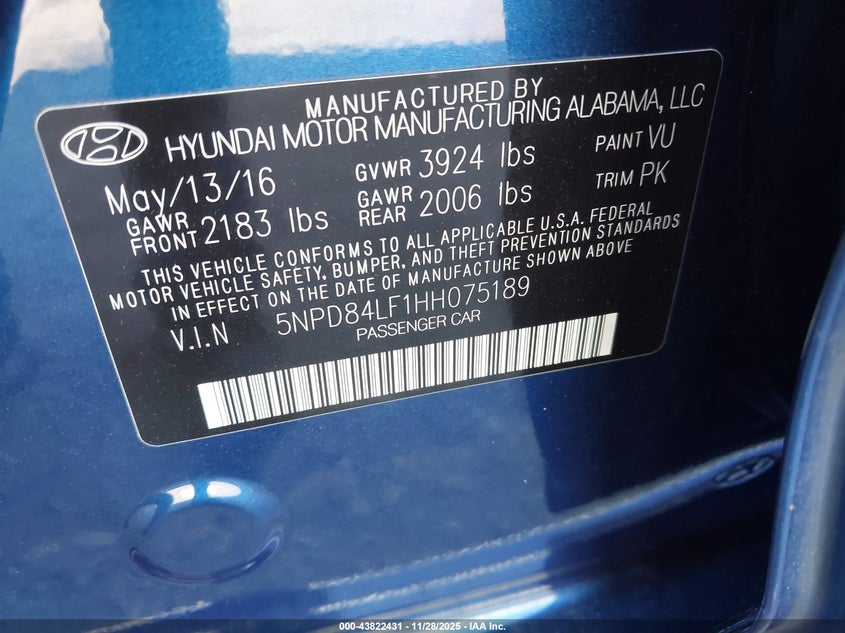 MANUFACTURED BY
HYUNDAI MOTOR MANUFACTURING ALABAMA, LLC
May/13/16 GVWR 3924 lbs PAINT VU
GAWR FRONT 2183 lbs GAWR REAR 2006 lbs TRIM PK
THIS VEHICLE CONFORMS TO ALL APPLICABLE U.S.A. FEDERAL
MOTOR VEHICLE SAFETY, BUMPER, AND THEFT PREVENTION STANDARDS
IN EFFECT ON THE DATE OF MANUFACTURE SHOWN ABOVE
V.I.N 5NPD84LF1HH075189
PASSENGER CAR
000-43822431 - 11/28/2025 - IAA Inc.